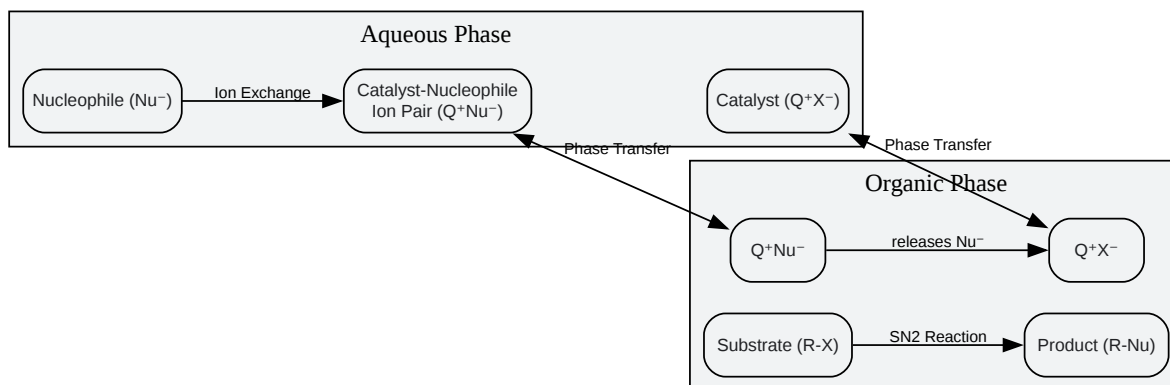 Aqueous Phase
Nucleophile (Nu⁻)
Ion Exchange
Catalyst-Nucleophile
Ion Pair (Q⁺Nu⁻)
Catalyst (Q⁺X⁻)
Phase Transfer
Phase Transfer
Organic Phase
Q⁺Nu⁻
releases Nu⁻
Q⁺X⁻
Substrate (R-X)
SN2 Reaction
Product (R-Nu)